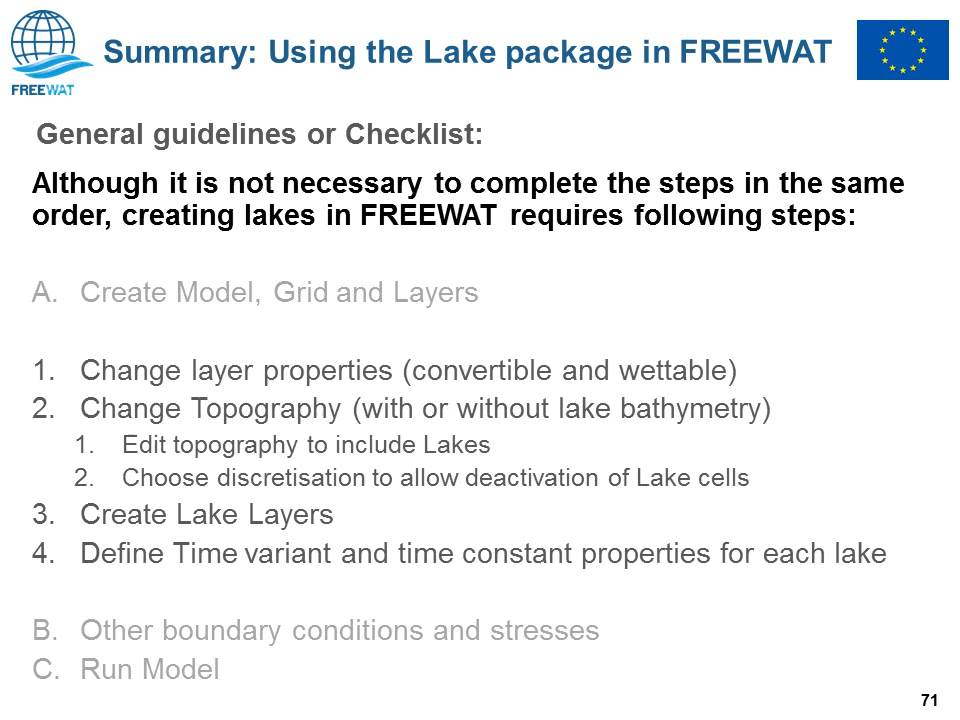 FREEWAT
Summary: Using the Lake package in FREEWAT
General guidelines or Checklist:
Although it is not necessary to complete the steps in the same
order, creating lakes in FREEWAT requires following steps:
A. Create Model, Grid and Layers
1. Change layer properties (convertible and wettable)
2. Change Topography (with or without lake bathymetry)
1. Edit topography to include Lakes
2. Choose discretisation to allow deactivation of Lake cells
3. Create Lake Layers
4. Define Time variant and time constant properties for each lake
B. Other boundary conditions and stresses
C. Run Model
71